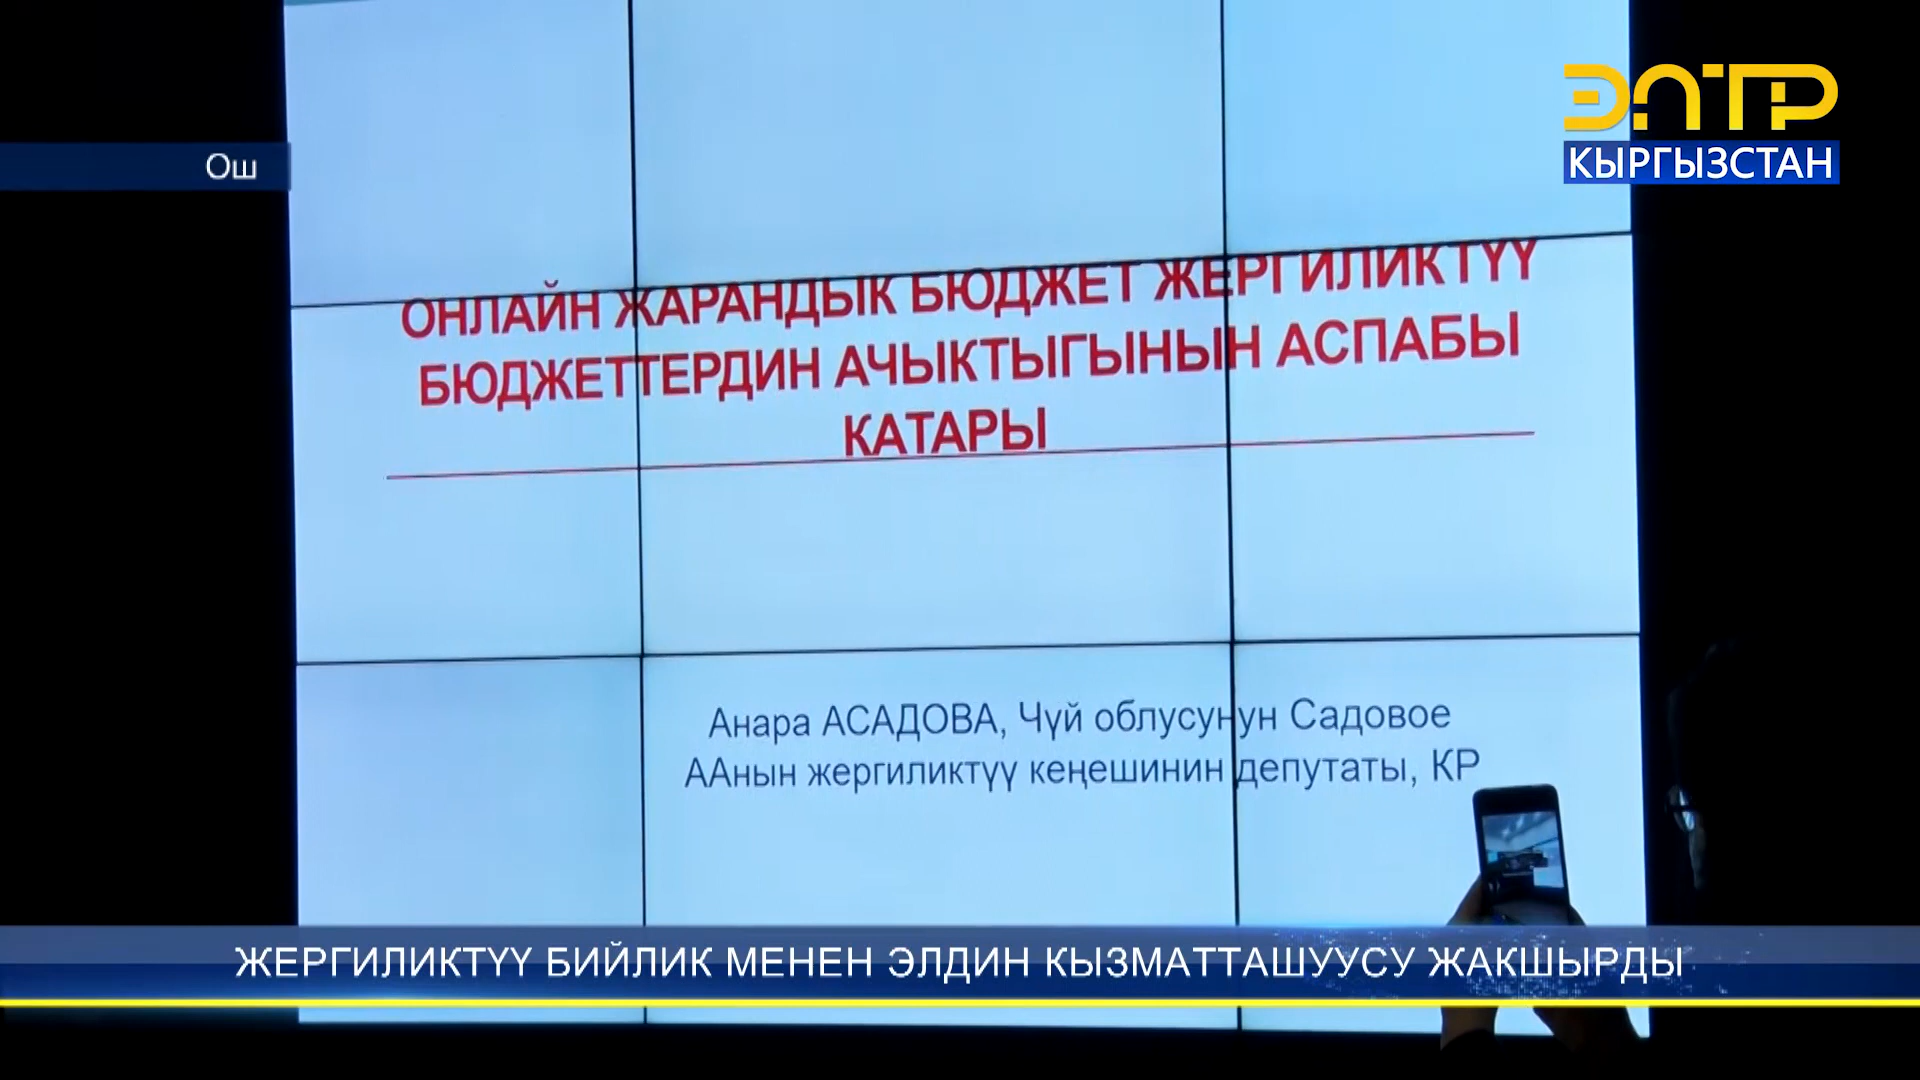 ЭЛТР
КЫРГЫЗСТАН
Ош
ОНЛАЙН ЖАРАНДЫК БЮДЖЕТ ЖЕРГИЛИКТҮҮ
БЮДЖЕТТЕРДИН АЧЫКТЫГЫНЫН АСПАБЫ
КАТАРЫ
Анара АСАДОВА, Чүй облусунун Садовое
ААнын жергиликтүү кеңешинин депутаты, КР
ЖЕРГИЛИКТҮҮ БИЙЛИК МЕНЕН ЭЛДИН КЫЗМАТТАШУУСУ ЖАКШЫРДЫ